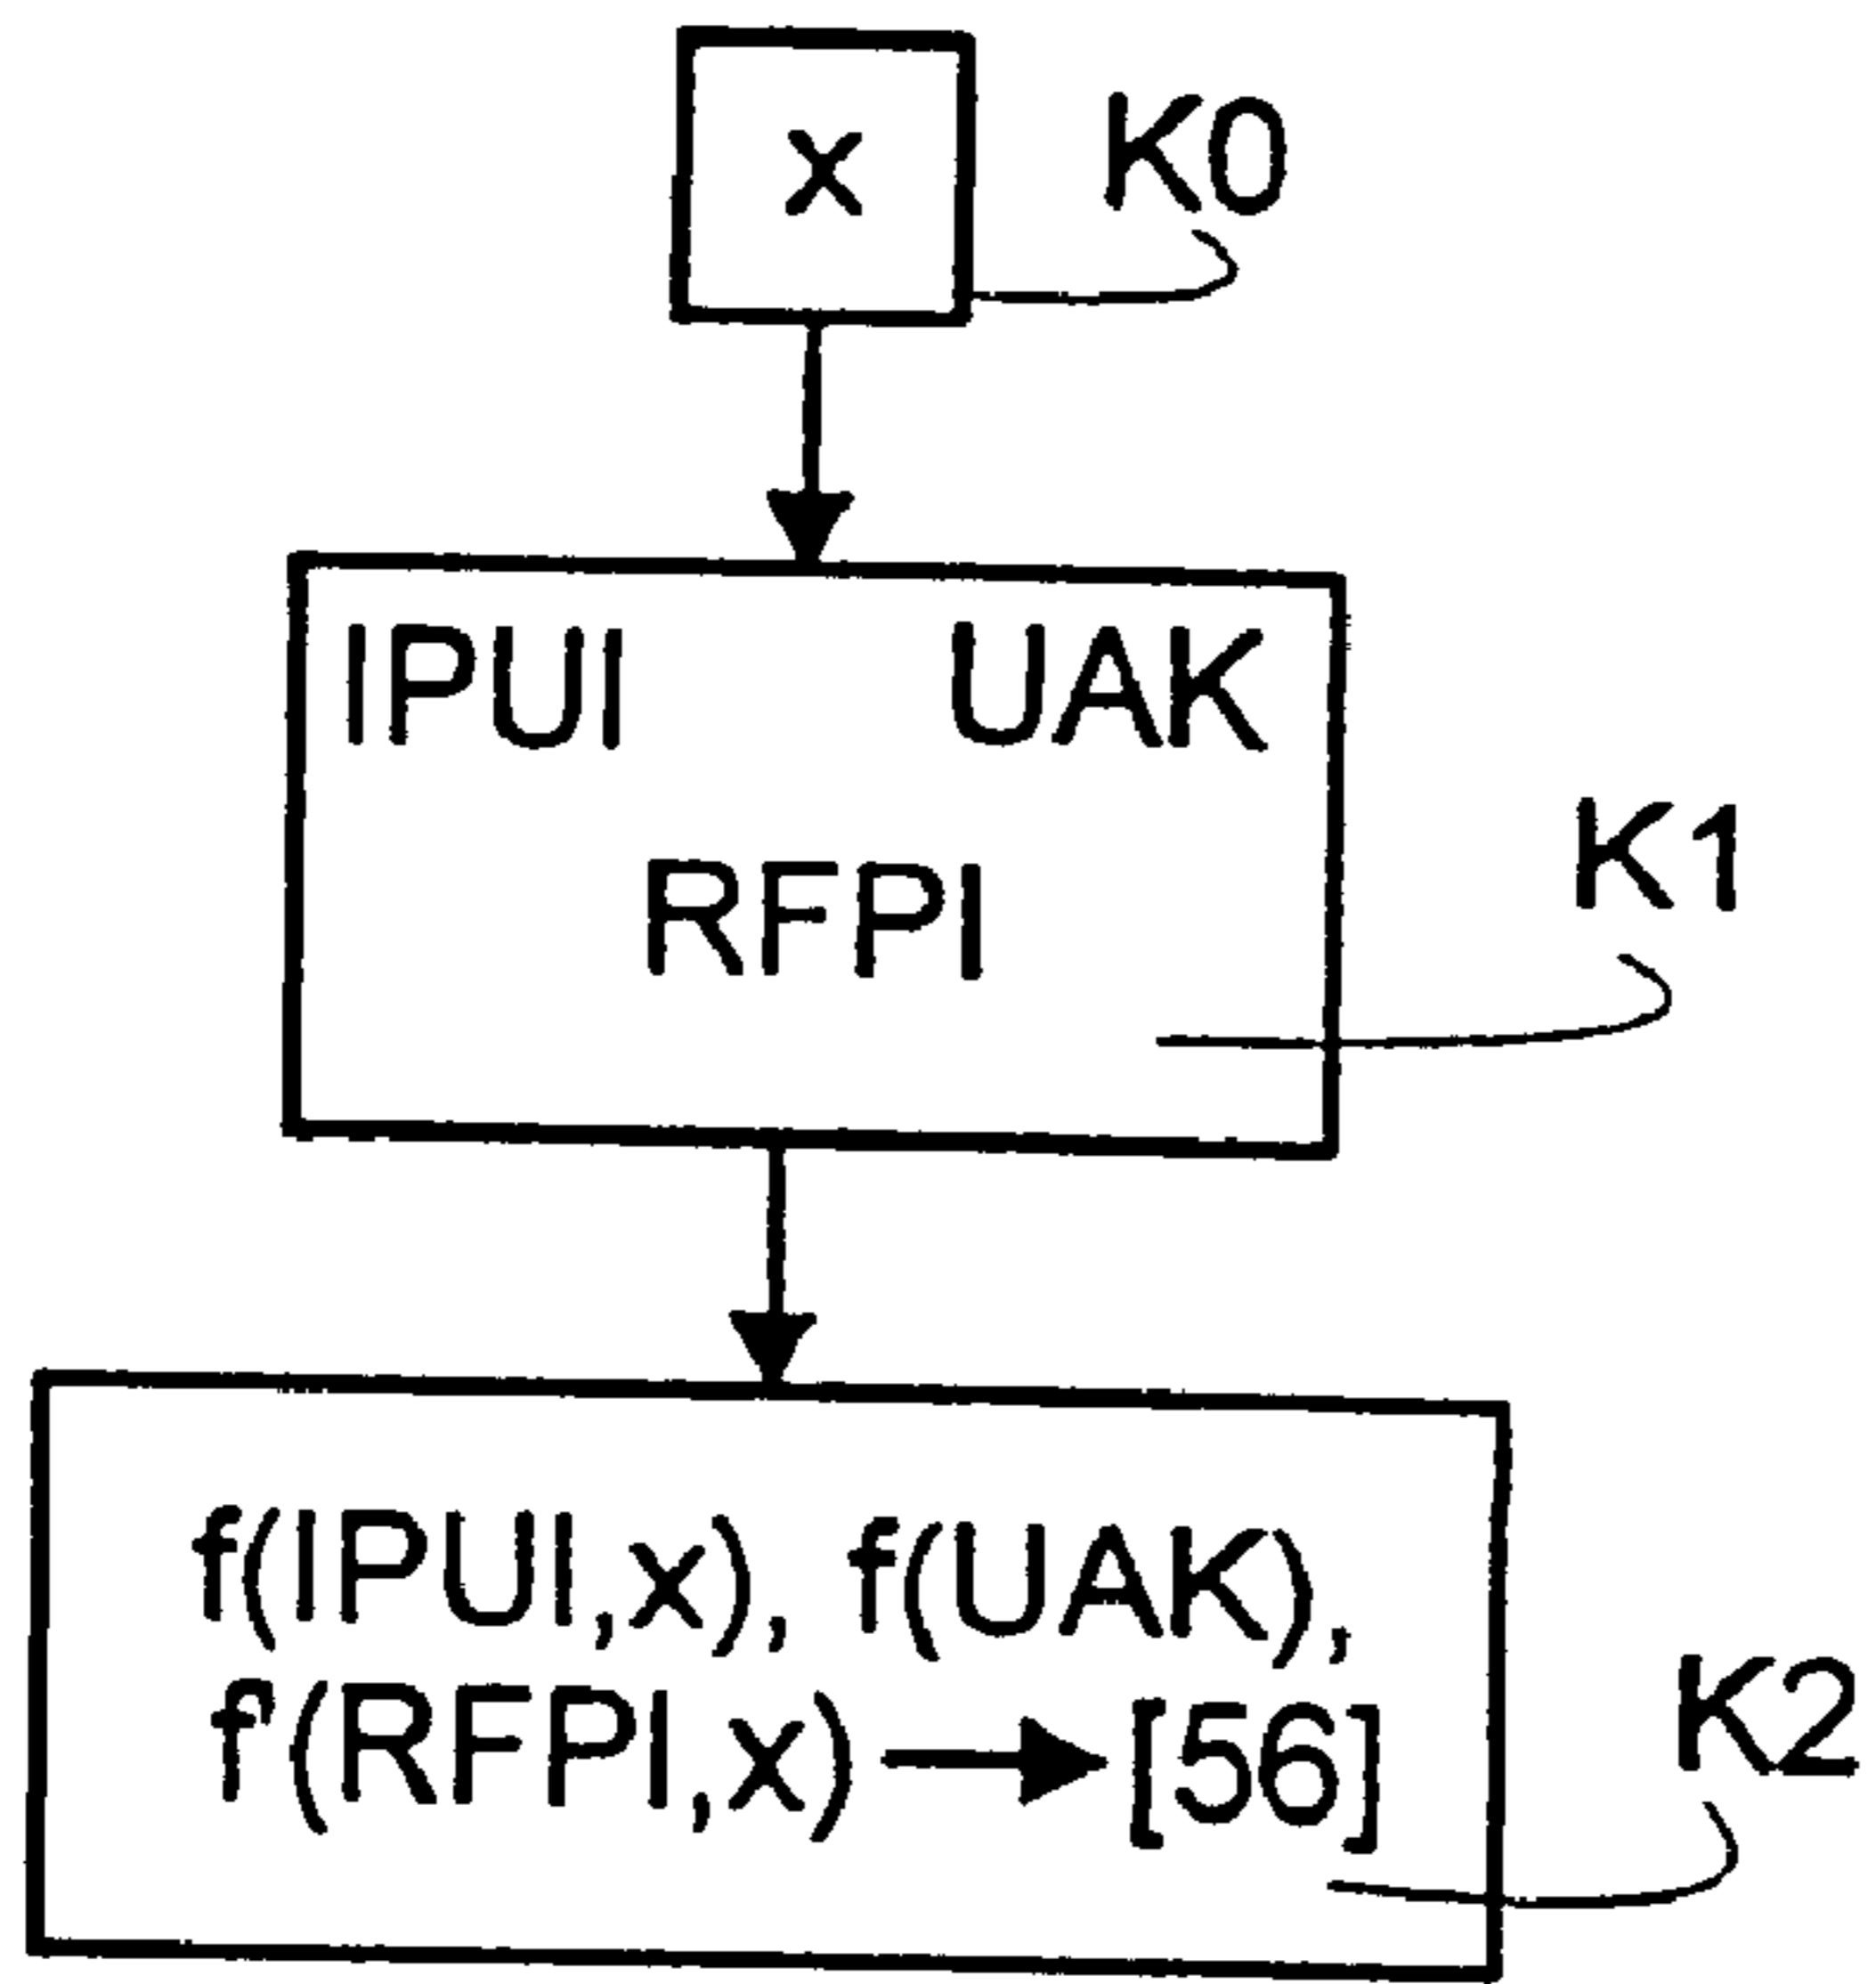 x
K0
IPUI UAK
RFPI
K1
f(IPUI,x), f(UAK),
f'(RFPI,x) → [56]
K2